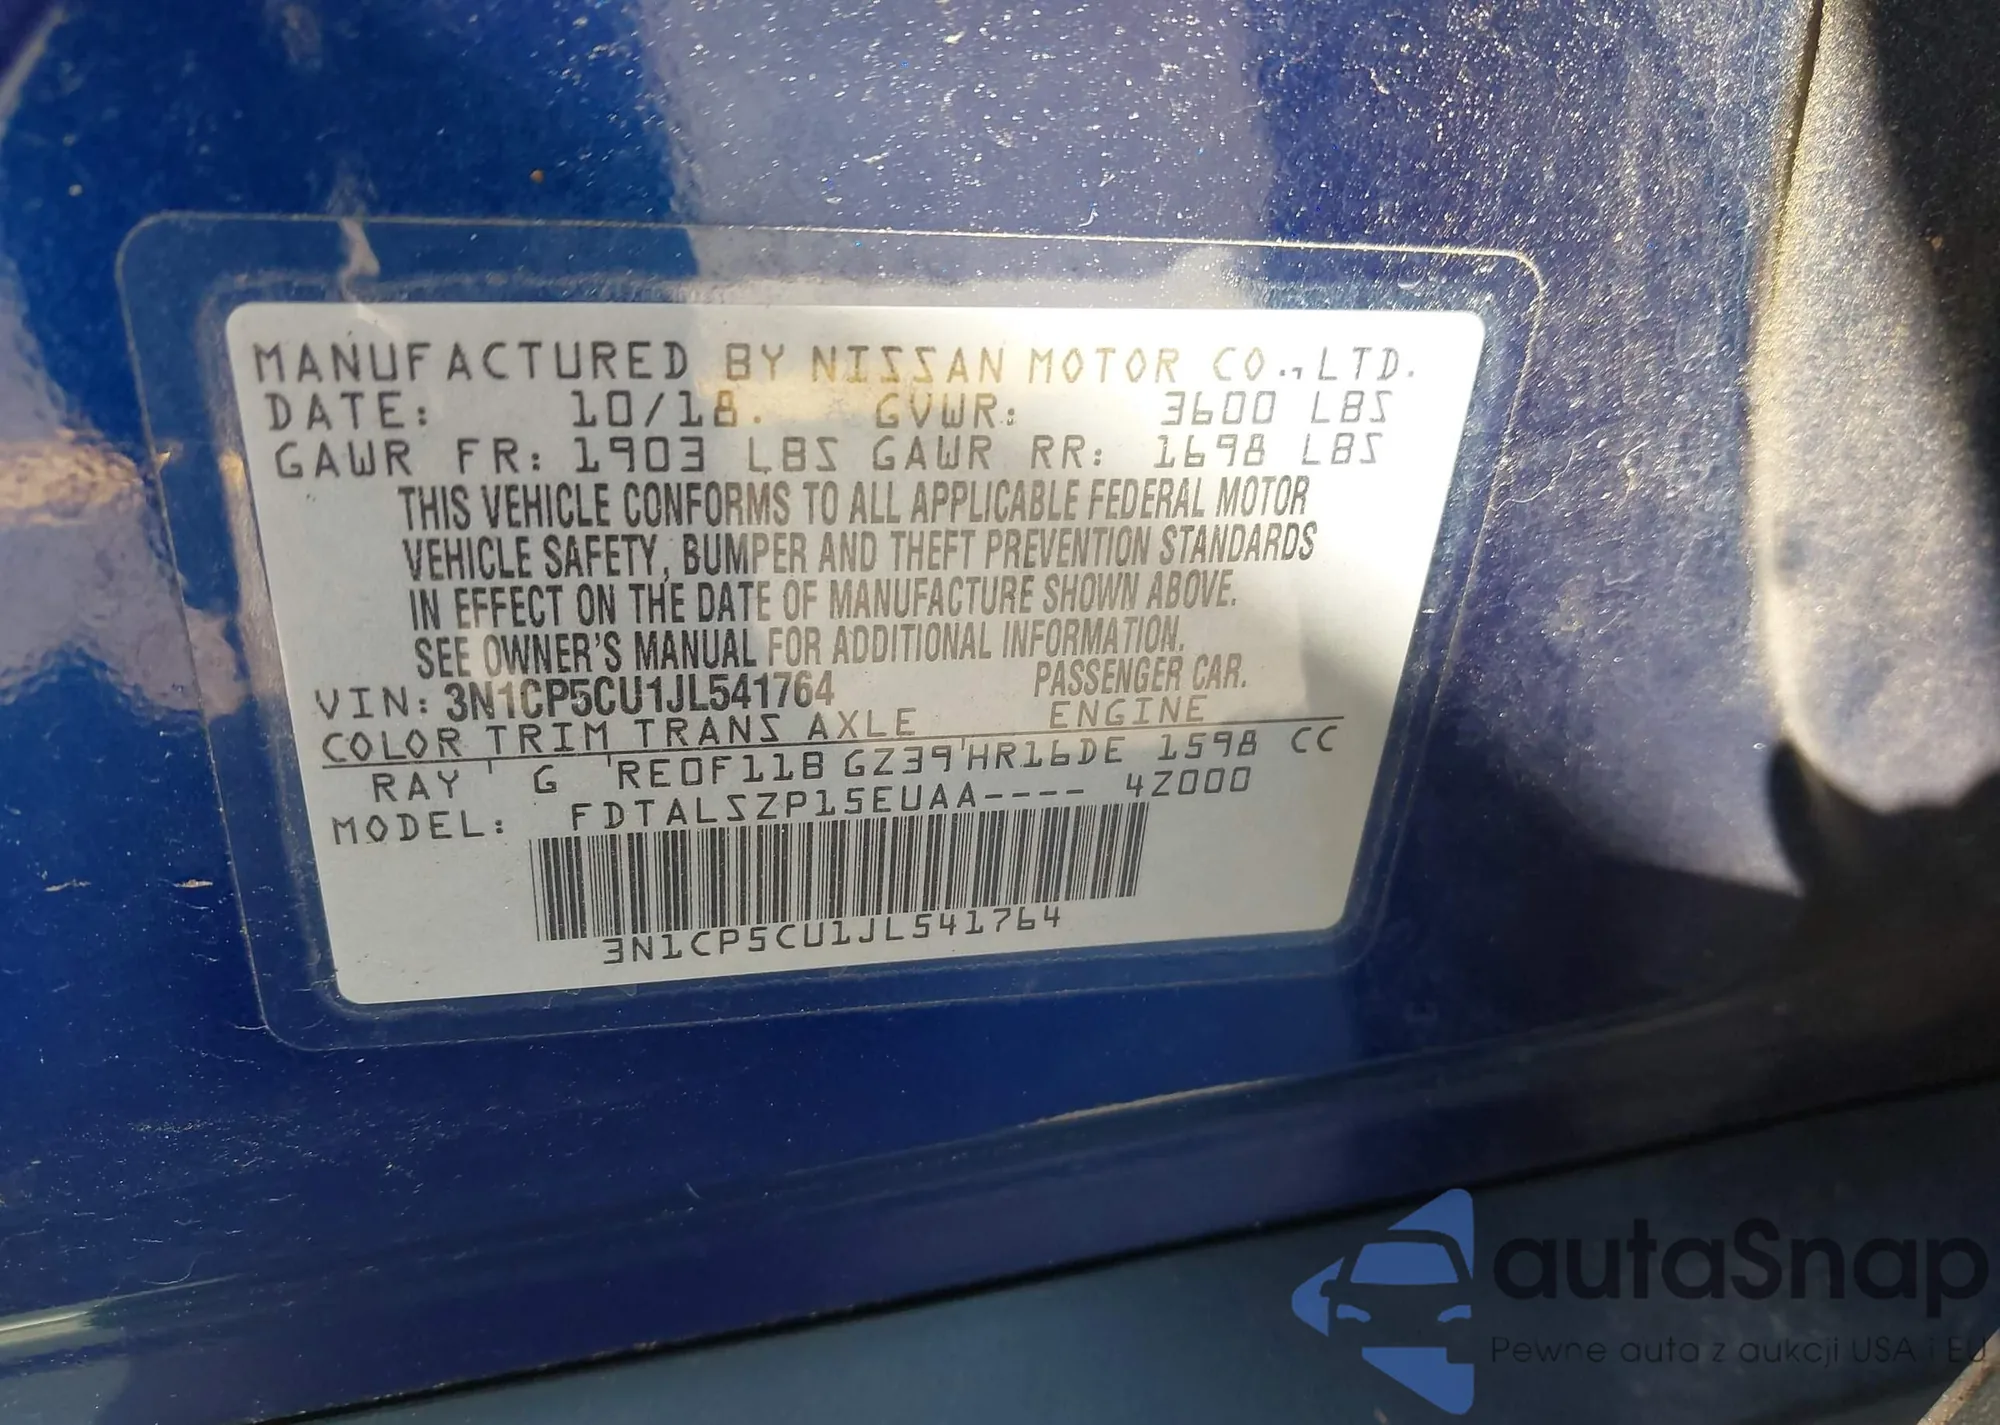 MANUFACTURED BY NISSAN MOTOR CO., LTD.
DATE: 10/18. GVWR: 3600 LBS
GAWR FR: 1903 LBS GAWR RR: 1698 LBS
THIS VEHICLE CONFORMS TO ALL APPLICABLE FEDERAL MOTOR
VEHICLE SAFETY, BUMPER AND THEFT PREVENTION STANDARDS
IN EFFECT ON THE DATE OF MANUFACTURE SHOWN ABOVE.
SEE OWNER'S MANUAL FOR ADDITIONAL INFORMATION.
VIN: 3N1CP5CU1JL541764 PASSENGER CAR.
COLOR TRIM TRANS AXLE ENGINE
RAY ' G 'RE0F11B GZ39'HR16DE 1598 CC
MODEL: FDTALSZP15EUAA---- 4Z000
3N1CP5CU1JL541764
autaSnap
Pewne auta z aukcji USA i EU